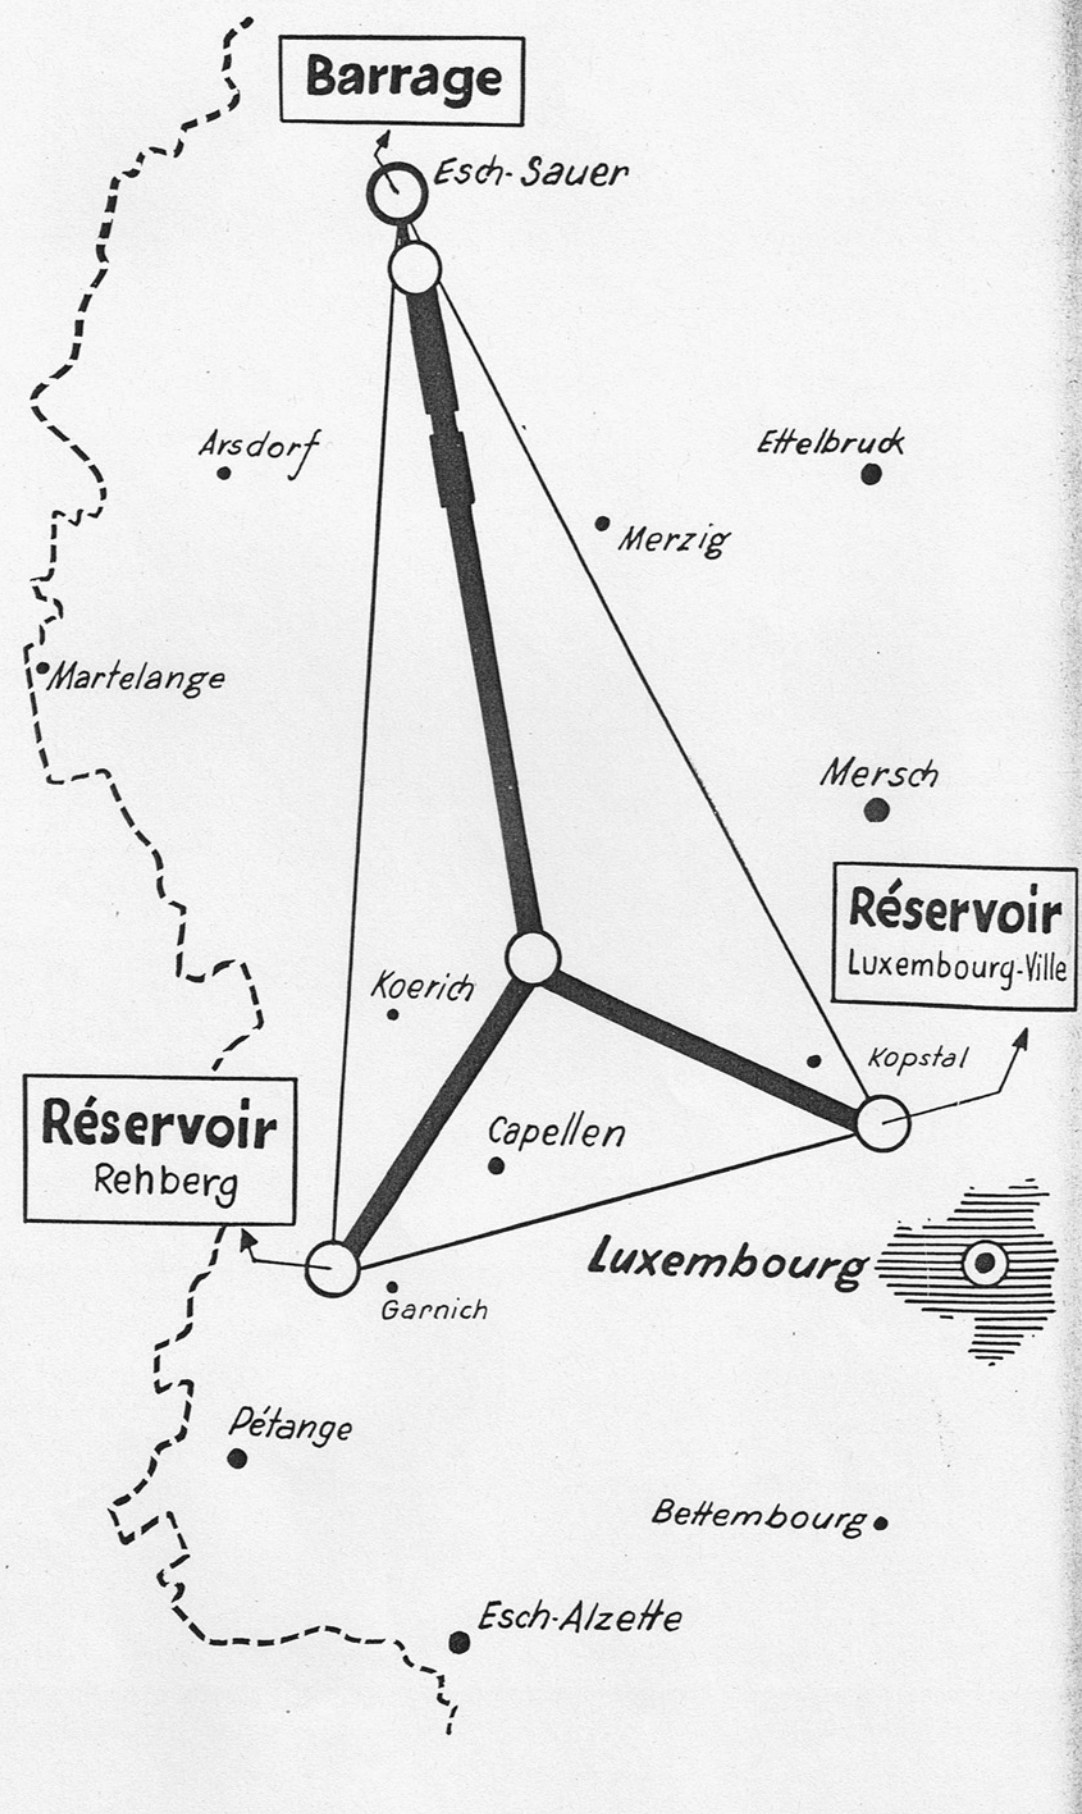 Barrage
Esch-Sauer
Arsdorf
Ettelbruck
Merzig
Martelange
Mersch
Réservoir
Luxembourg-Ville
Koerich
Kopstal
Réservoir
Rehberg
Capellen
Luxembourg
Garnich
Pétange
Bettembourg
Esch-Alzette